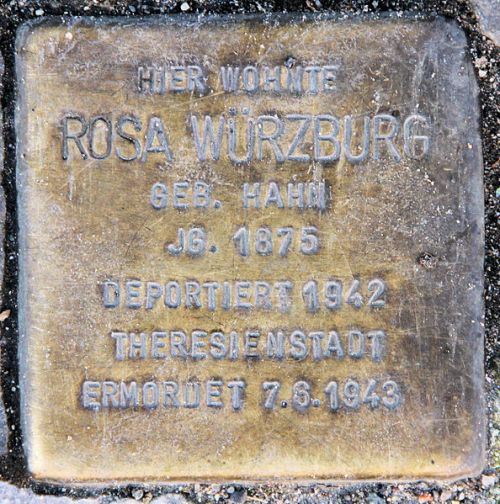 HIER WOHNTE
ROSA WÜRZBURG
GEB. HAHN
JG. 1875
DEPORTIERT 1942
THERESIENSTADT
ERMORDET 7.6.1943